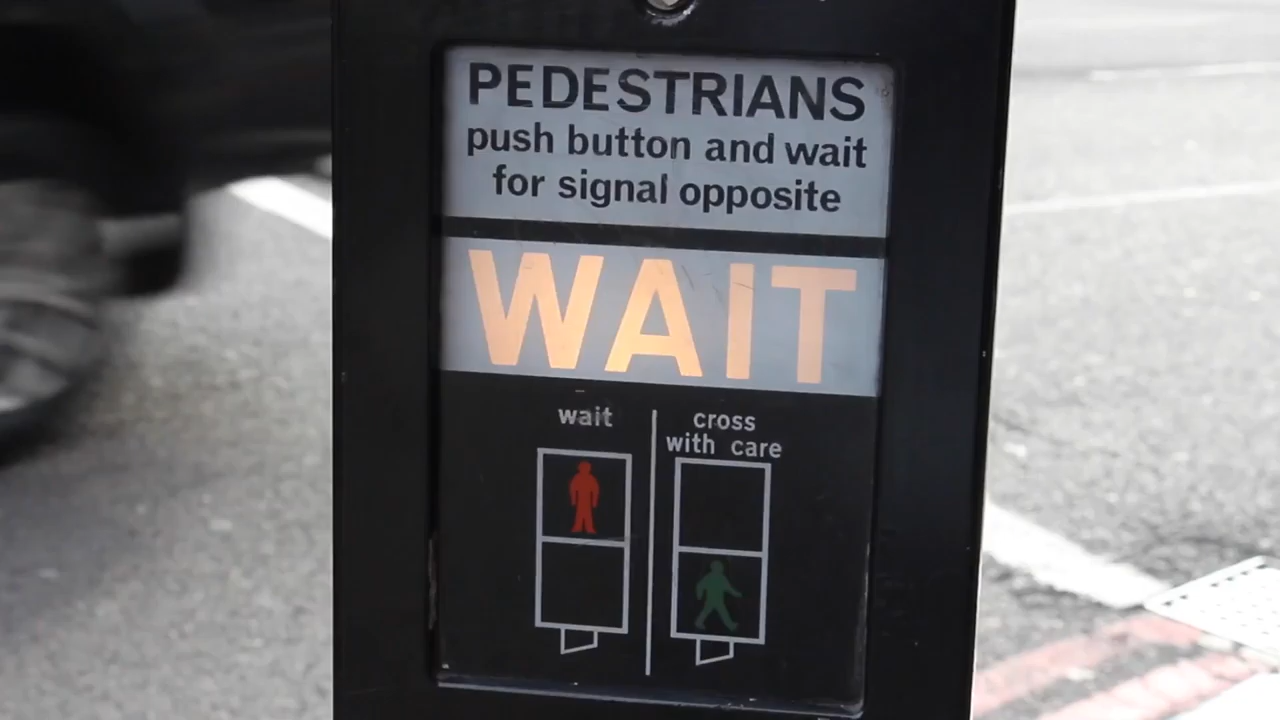 PEDESTRIANS
push button and wait
for signal opposite
WAIT
wait
cross
with care